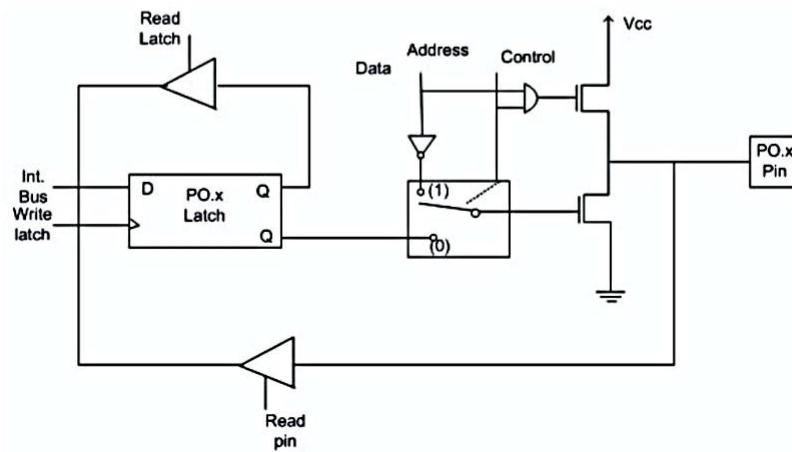 Read
Latch
Vcc
Address
Data
Control
Int.
Bus
Write
latch
D
PO.x
Latch
Q
Q
(1)
(0)
PO.x
Pin
Read
pin